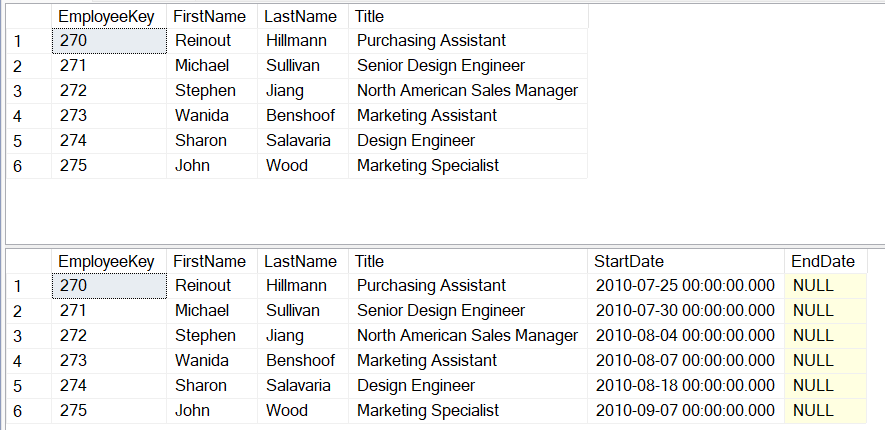 EmployeeKey FirstName LastName Title
1 270 Reinout Hillmann Purchasing Assistant
2 271 Michael Sullivan Senior Design Engineer
3 272 Stephen Jiang North American Sales Manager
4 273 Wanida Benshoof Marketing Assistant
5 274 Sharon Salavaria Design Engineer
6 275 John Wood Marketing Specialist
EmployeeKey FirstName LastName Title StartDate EndDate
1 270 Reinout Hillmann Purchasing Assistant 2010-07-25 00:00:00.000 NULL
2 271 Michael Sullivan Senior Design Engineer 2010-07-30 00:00:00.000 NULL
3 272 Stephen Jiang North American Sales Manager 2010-08-04 00:00:00.000 NULL
4 273 Wanida Benshoof Marketing Assistant 2010-08-07 00:00:00.000 NULL
5 274 Sharon Salavaria Design Engineer 2010-08-18 00:00:00.000 NULL
6 275 John Wood Marketing Specialist 2010-09-07 00:00:00.000 NULL